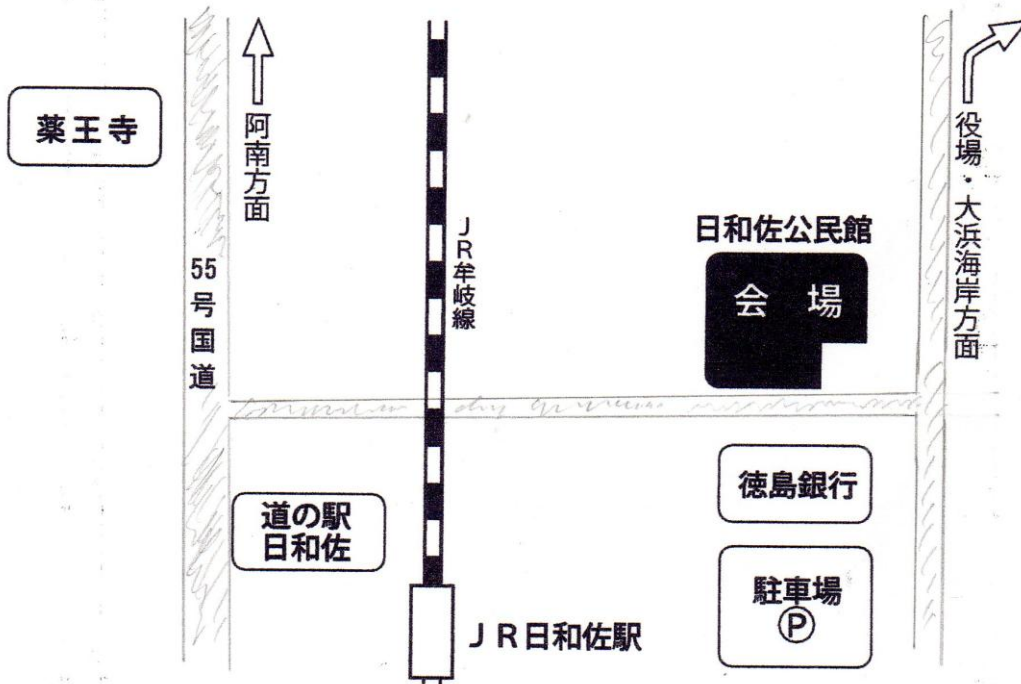 薬王寺
阿南方面
55号国道
JR牟岐線
日和佐公民館
会場
役場・大浜海岸方面
道の駅
日和佐
徳島銀行
駐車場
P
JR日和佐駅